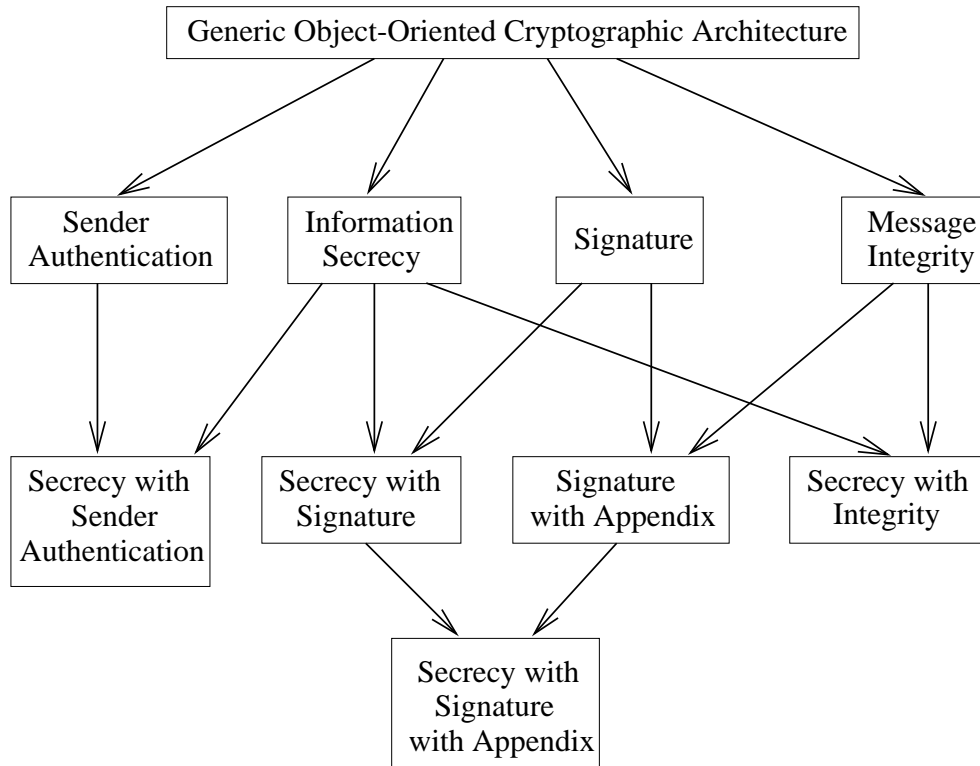 Generic Object-Oriented Cryptographic Architecture
Sender
Authentication
Information
Secrecy
Signature
Message
Integrity
Secrecy with
Sender
Authentication
Secrecy with
Signature
Signature
with Appendix
Secrecy with
Integrity
Secrecy with
Signature
with Appendix